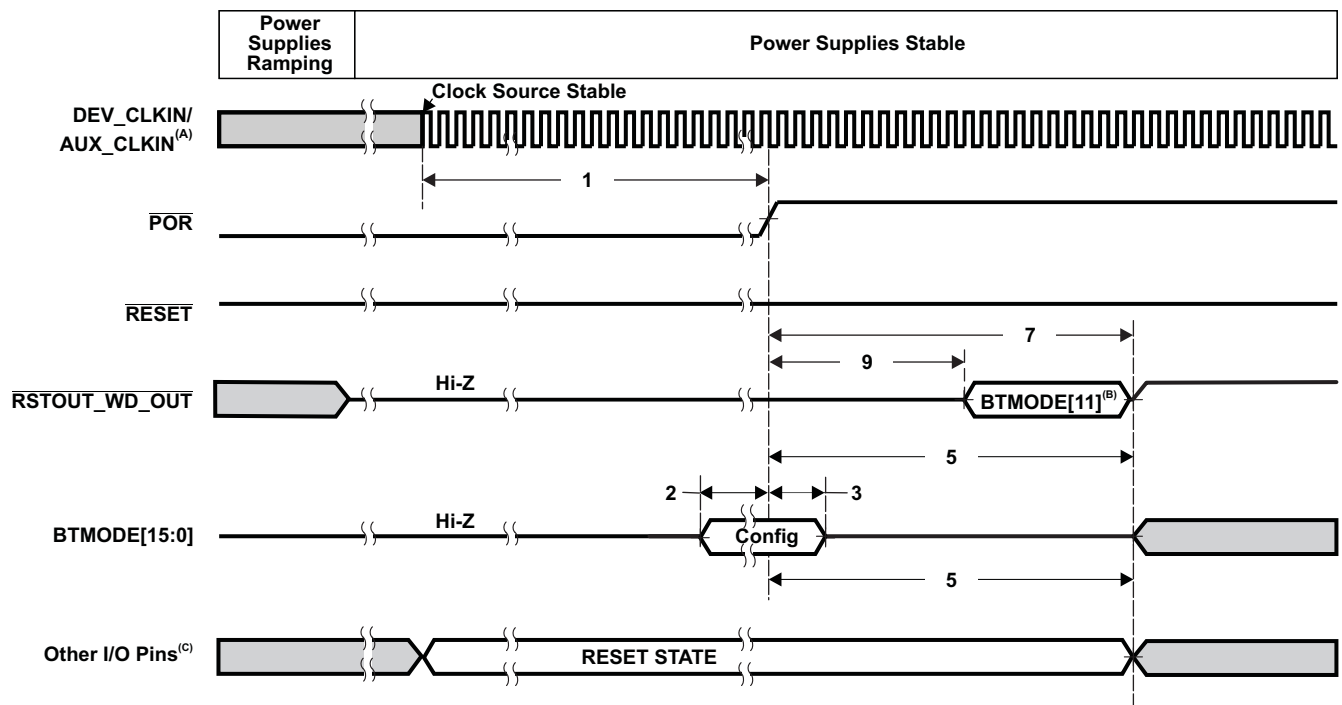 Power
Supplies
Ramping
Power Supplies Stable
Clock Source Stable
DEV_CLKIN/
AUX_CLKIN(A)
1
POR
RESET
7
9
Hi-Z
RSTOUT_WD_OUT
BTMODE[11](B)
5
2
3
Hi-Z
BTMODE[15:0]
Config
5
Other I/O Pins(C)
RESET STATE